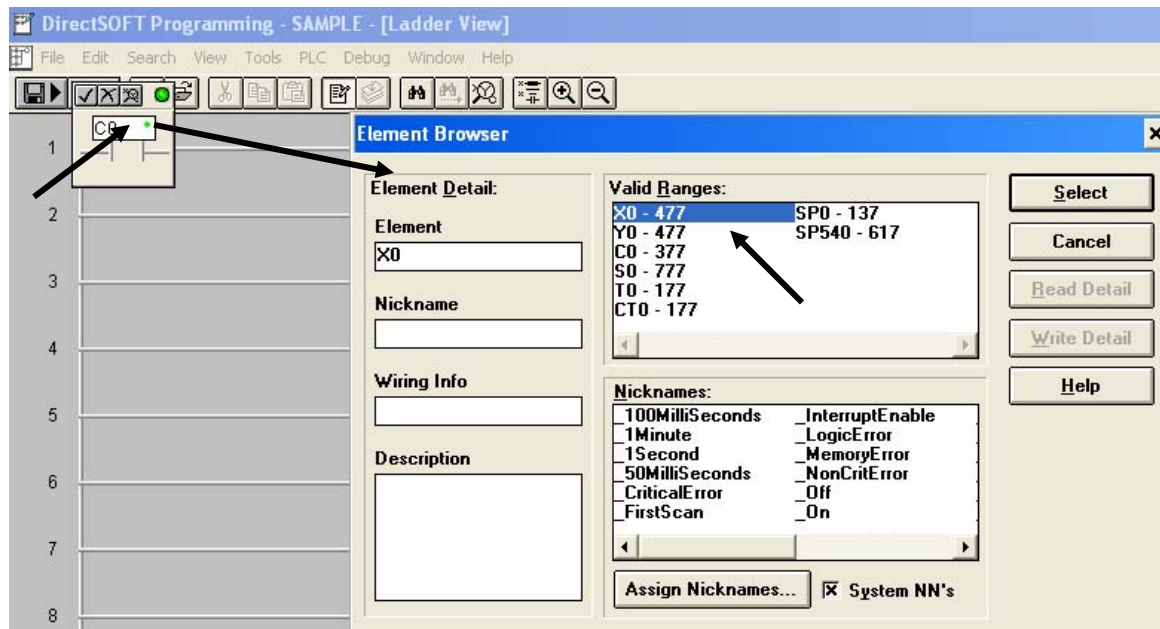 DirectSOFT Programming - SAMPLE - [Ladder View]
File Edit Search View Tools PLC Debug Window Help
C0
1
2
3
4
5
6
7
8
Element Browser
Element Detail:
Element
X0
Nickname
Wiring Info
Description
Valid Ranges:
X0 - 477 SP0 - 137
Y0 - 477 SP540 - 617
C0 - 377
S0 - 777
T0 - 177
CT0 - 177
Nicknames:
_100MilliSeconds _InterruptEnable
_1Minute _LogicError
_1Second _MemoryError
_50MilliSeconds _NonCritError
_CriticalError _Off
_FirstScan _On
Assign Nicknames... System NN's
Select
Cancel
Read Detail
Write Detail
Help